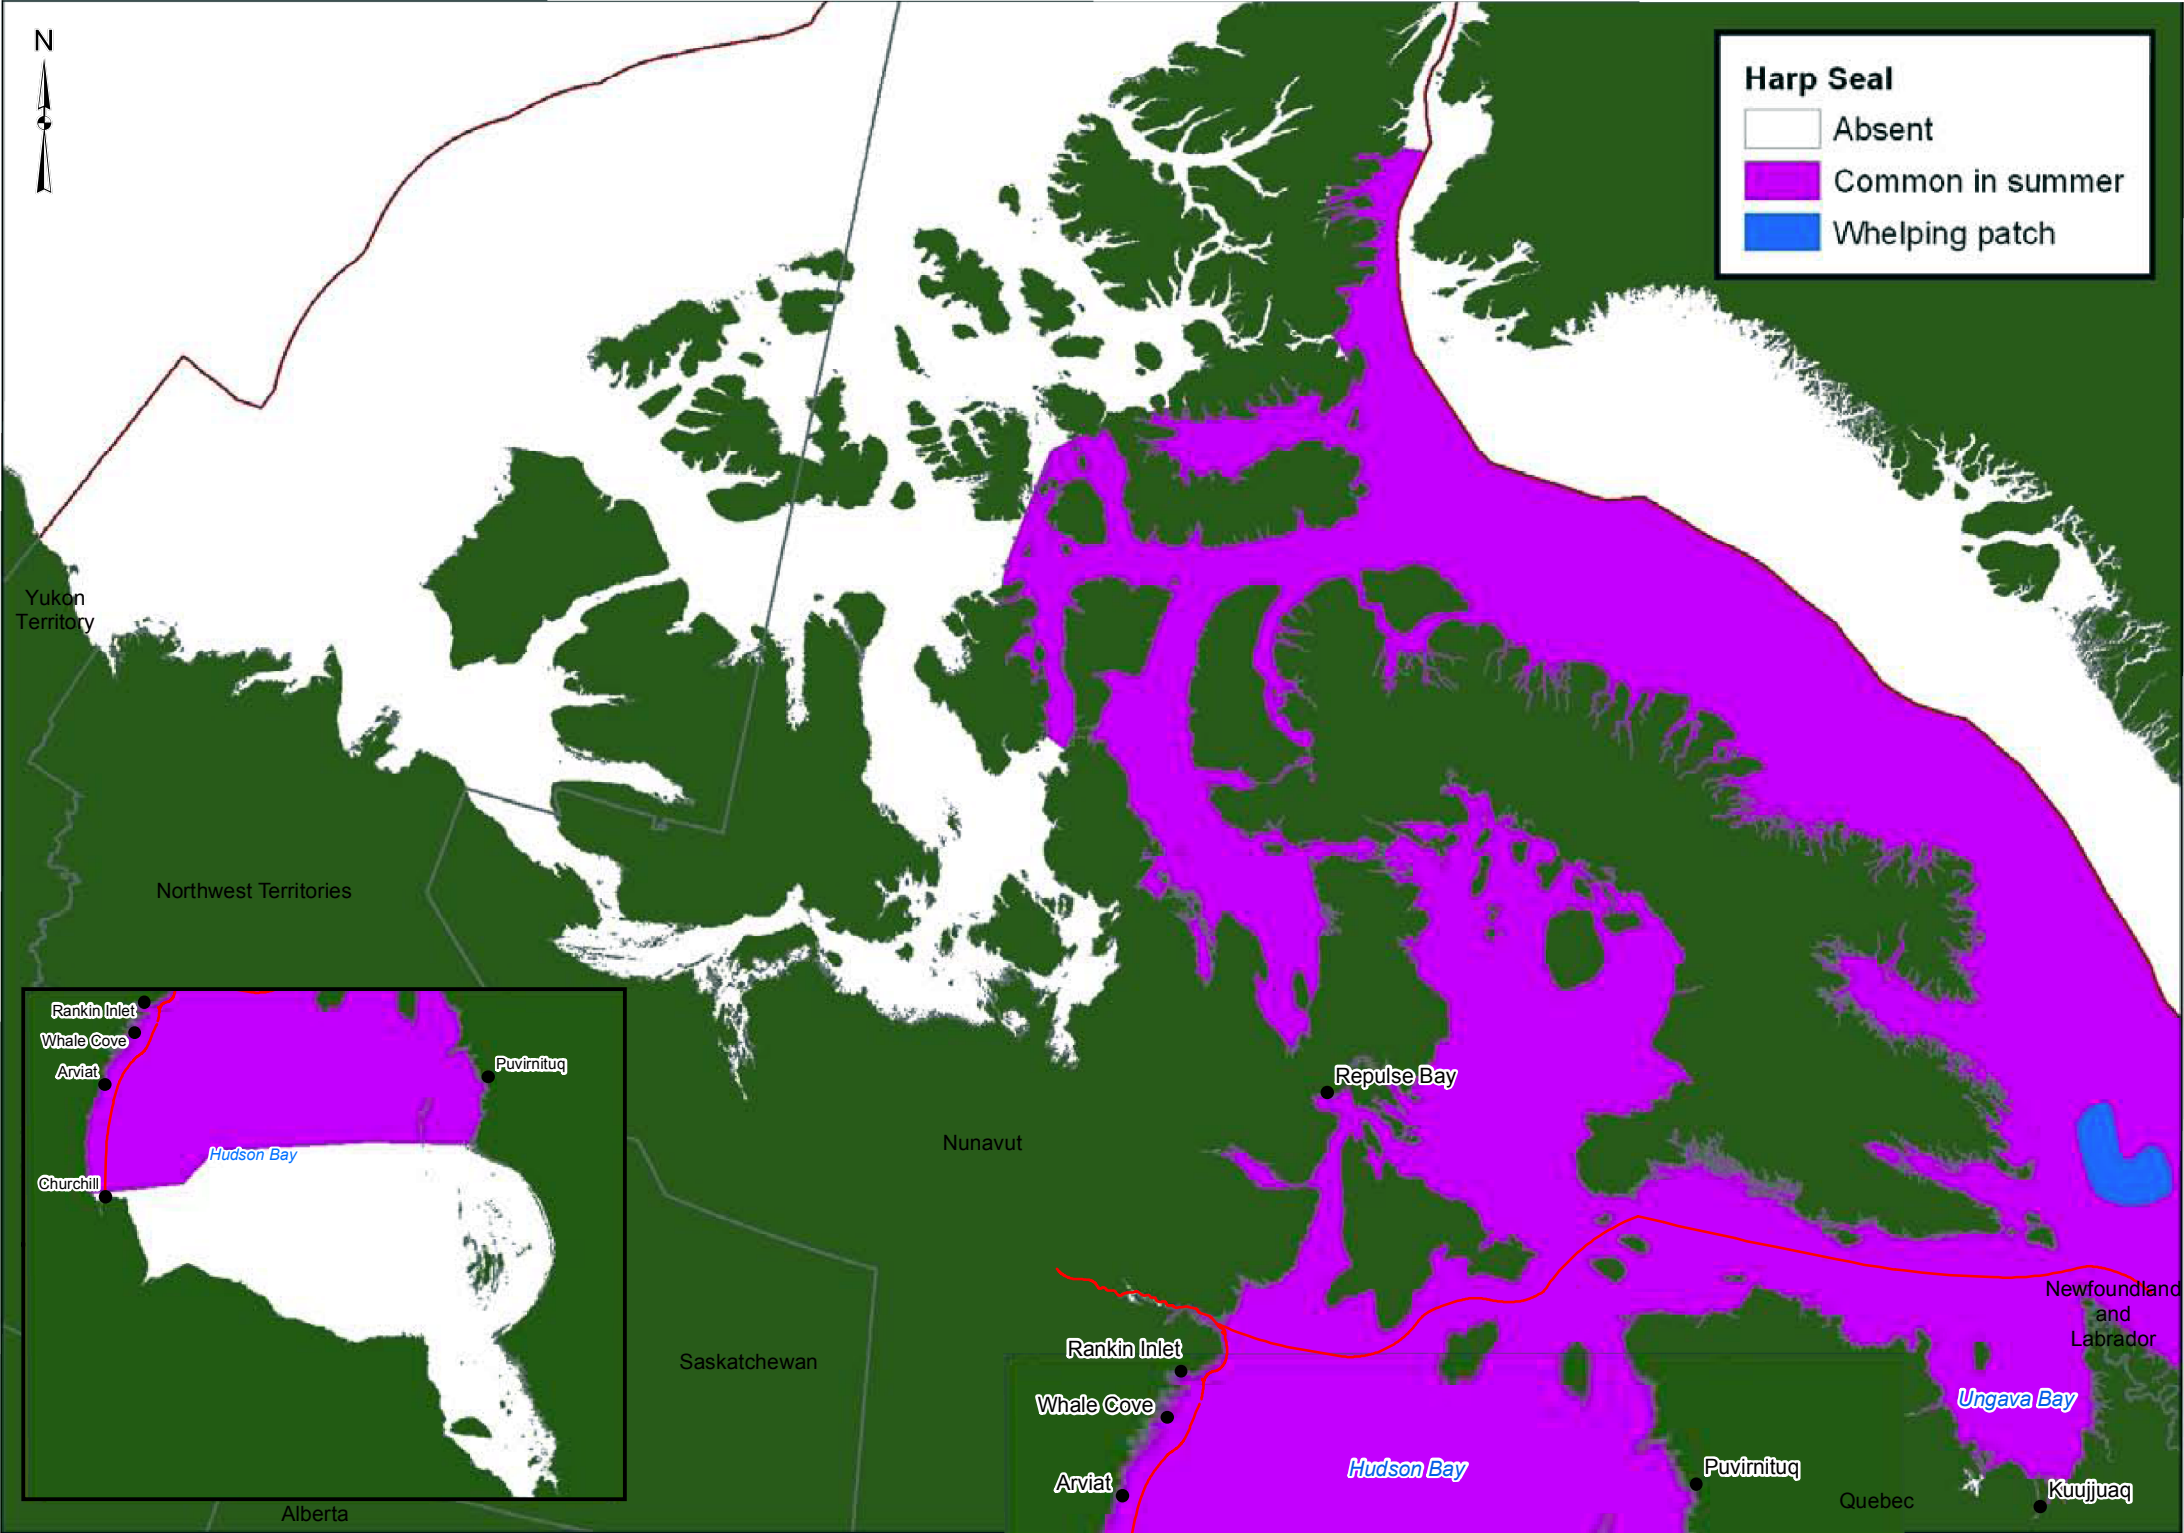 N
Harp Seal
Absent
Common in summer
Whelping patch
Yukon
Territory
Northwest Territories
Rankin Inlet
Whale Cove
Arviat
Puvirnituq
Hudson Bay
Churchill
Repulse Bay
Nunavut
Newfoundland
and
Labrador
Saskatchewan
Rankin Inlet
Whale Cove
Ungava Bay
Hudson Bay
Puvirnituq
Arviat
Kuujjuaq
Quebec
Alberta